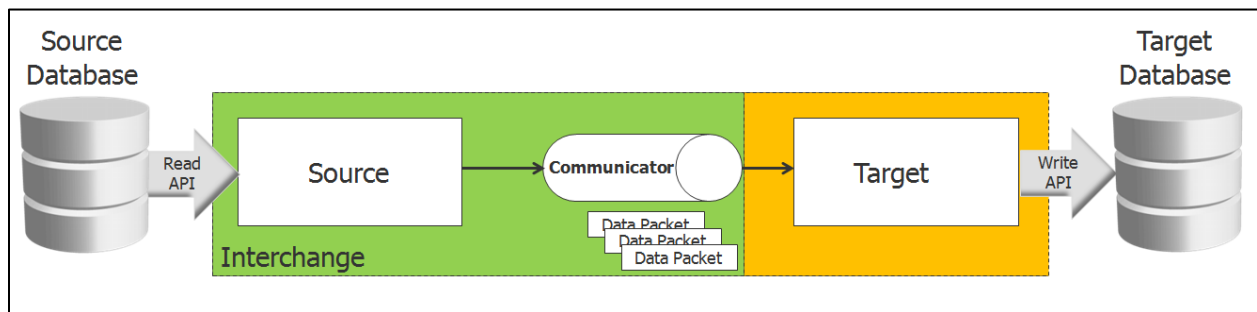 Source
Database
Target
Database
Read
API
Source
Communicator
Target
Write
API
Data Packet
Data Packet
Data Packet
Interchange